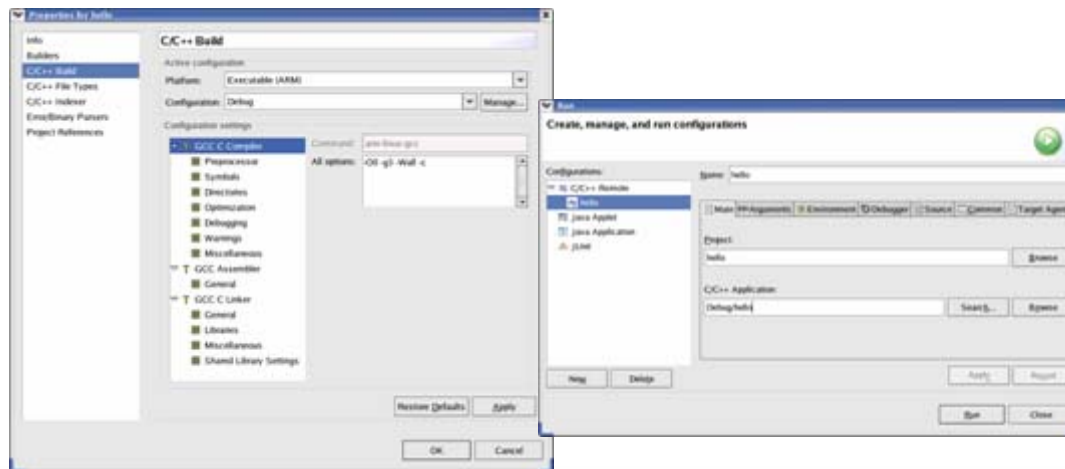 Properties for hello
Info
Builders
C/C++ Build
C/C++ File Types
C/C++ Indexer
Error/Binary Parsers
Project References
C/C++ Build
Active configuration
Platform: Executable (ARM)
Configuration: Debug Manage...
Configuration settings
GCC C Compiler
Preprocessor
Symbols
Directories
Optimization
Debugging
Warnings
Miscellaneous
GCC Assembler
General
GCC C Linker
General
Libraries
Miscellaneous
Shared Library Settings
Command: arm-linux-gcc
All options: -O0 -g3 -Wall -c
Restore Defaults Apply
OK Cancel
Run
Create, manage, and run configurations
Configurations:
C/C++ Remote
hello
Java Applet
Java Application
JUnit
New Delete
Name: hello
Main Arguments Environment Debugger Source Common Target Agent
Project:
hello Browse
C/C++ Application:
Debug/hello Search... Browse
Apply Revert
Run Close